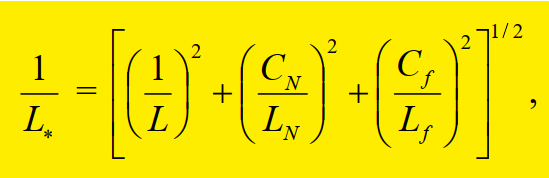 1/L_* = [(1/L)^2 + (C_N/L_N)^2 + (C_f/L_f)^2]^{1/2},